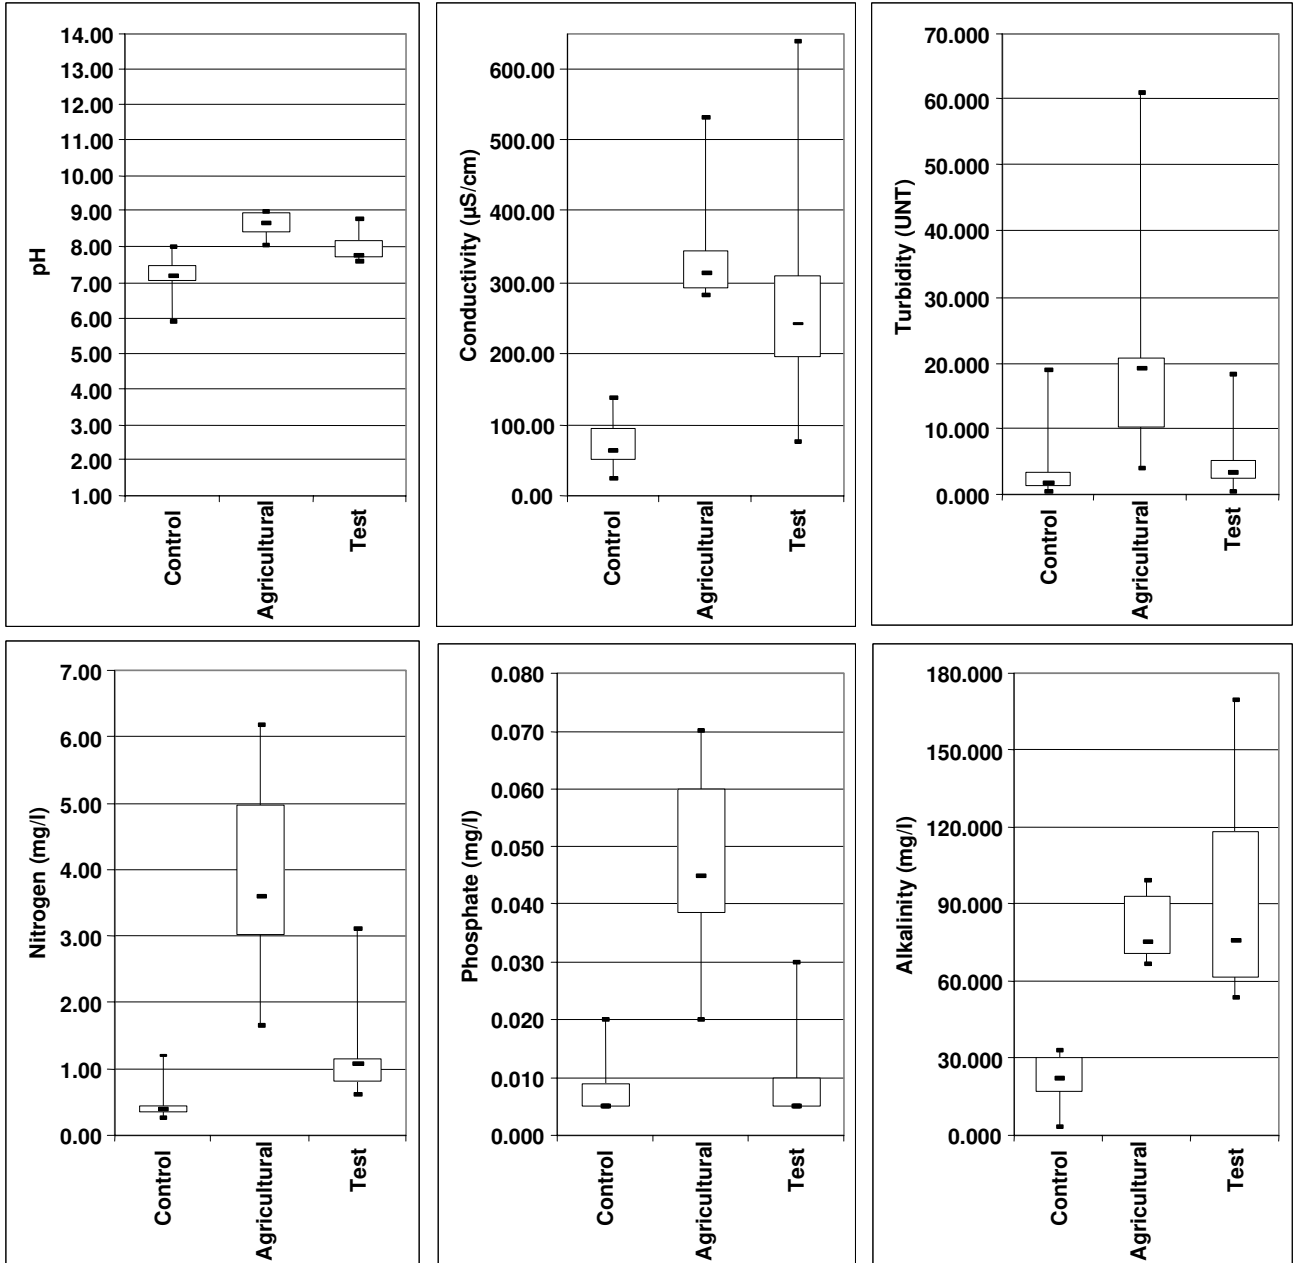 pH
14.00
13.00
12.00
11.00
10.00
9.00
8.00
7.00
6.00
5.00
4.00
3.00
2.00
1.00
Control
Agricultural
Test
Conductivity (µS/cm)
600.00
500.00
400.00
300.00
200.00
100.00
0.00
Control
Agricultural
Test
Turbidity (UNT)
70.000
60.000
50.000
40.000
30.000
20.000
10.000
0.000
Control
Agricultural
Test
Nitrogen (mg/l)
7.00
6.00
5.00
4.00
3.00
2.00
1.00
0.00
Control
Agricultural
Test
Phosphate (mg/l)
0.080
0.070
0.060
0.050
0.040
0.030
0.020
0.010
0.000
Control
Agricultural
Test
Alkalinity (mg/l)
180.000
150.000
120.000
90.000
60.000
30.000
0.000
Control
Agricultural
Test